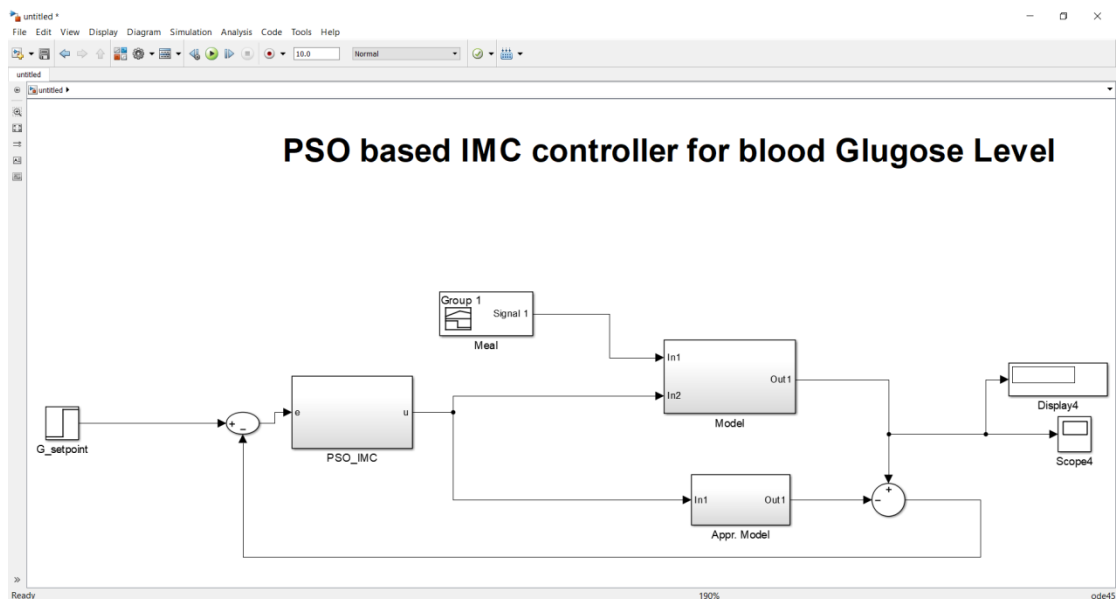 untitled *
File Edit View Display Diagram Simulation Analysis Code Tools Help
10.0 Normal
untitled
untitled
PSO based IMC controller for blood Glugose Level
Group 1
Signal 1
Meal
In1
In2
Out1
Model
Display4
Scope4
G_setpoint
+
−
e
u
PSO_IMC
In1
Out1
Appr. Model
+
−
Ready 190% ode45